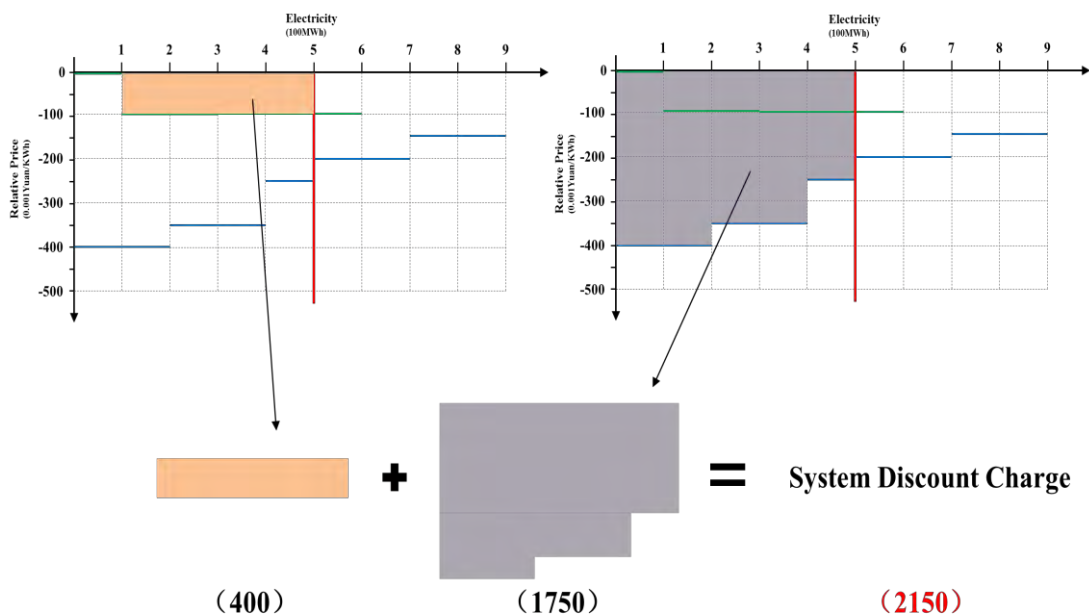 Electricity
(100MWh)
1 2 3 4 5 6 7 8 9
0
-100
-200
-300
-400
-500
Relative Price
(0.001Yuan/KWh)
Electricity
(100MWh)
1 2 3 4 5 6 7 8 9
0
-100
-200
-300
-400
-500
Relative Price
(0.001Yuan/KWh)
+ = System Discount Charge
（400） （1750） （2150）